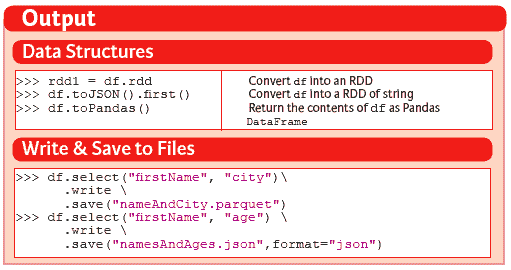 Output
Data Structures
>>> rdd1 = df.rdd
Convert df into an RDD
>>> df.toJSON().first()
Convert df into a RDD of string
>>> df.toPandas()
Return the contents of df as Pandas
DataFrame
Write & Save to Files
>>> df.select("firstName", "city")\
.write \
.save("nameAndCity.parquet")
>>> df.select("firstName", "age") \
.write \
.save("namesAndAges.json",format="json")